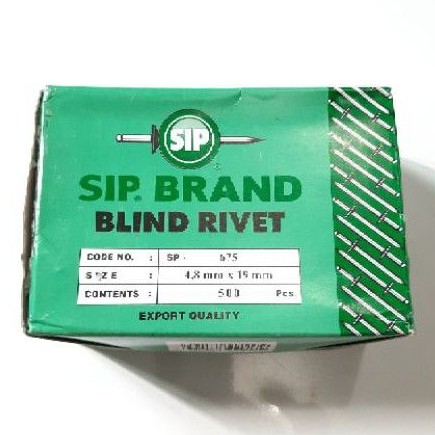 SIP
®
SIP. BRAND
BLIND RIVET
CODE NO. : SP - 675
SIZE : 4,8 mm x 19 mm
CONTENTS : 500 Pcs
EXPORT QUALITY